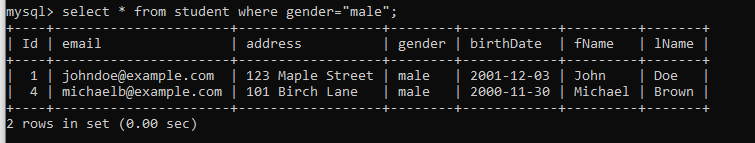 mysql> select * from student where gender="male";
+----+----------------------+------------------+--------+------------+---------+-------+
| Id | email                | address          | gender | birthDate  | fName   | lName |
+----+----------------------+------------------+--------+------------+---------+-------+
|  1 | johndoe@example.com  | 123 Maple Street | male   | 2001-12-03 | John    | Doe   |
|  4 | michaelb@example.com | 101 Birch Lane   | male   | 2000-11-30 | Michael | Brown |
+----+----------------------+------------------+--------+------------+---------+-------+
2 rows in set (0.00 sec)